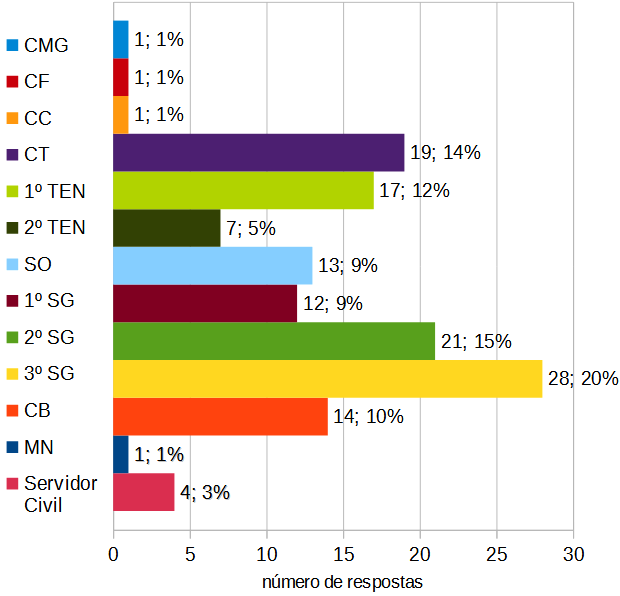 CMG 1; 1%
CF 1; 1%
CC 1; 1%
CT 19; 14%
1º TEN 17; 12%
2º TEN 7; 5%
SO 13; 9%
1º SG 12; 9%
2º SG 21; 15%
3º SG 28; 20%
CB 14; 10%
MN 1; 1%
Servidor 4; 3%
Civil
0 5 10 15 20 25 30
número de respostas